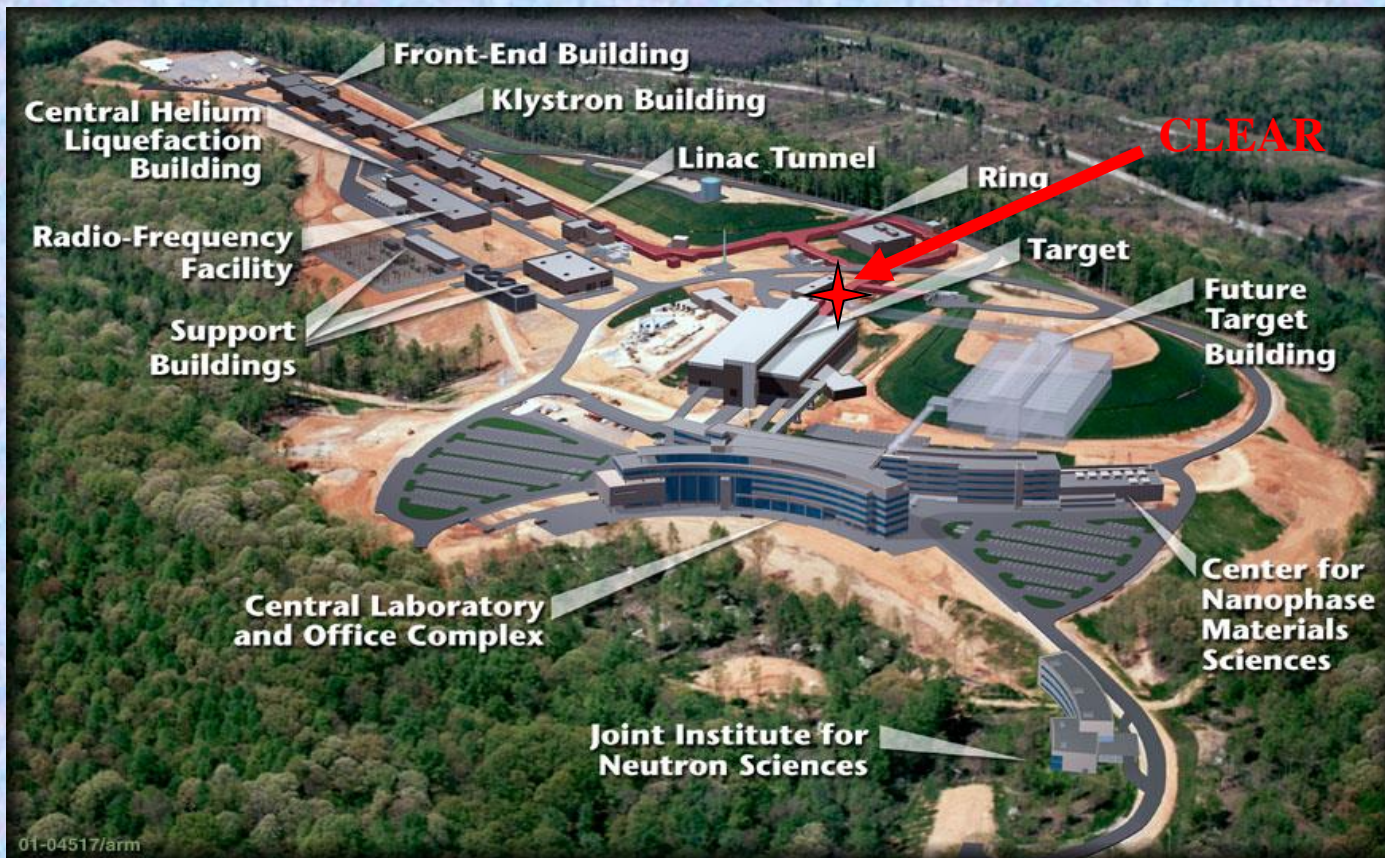 Front-End Building
Klystron Building
Central Helium
Liquefaction
Building
CLEAR
Linac Tunnel
Ring
Radio-Frequency
Facility
Target
Future
Target
Building
Support
Buildings
Central Laboratory
and Office Complex
Center for
Nanophase
Materials
Sciences
Joint Institute for
Neutron Sciences
01-04517/arm